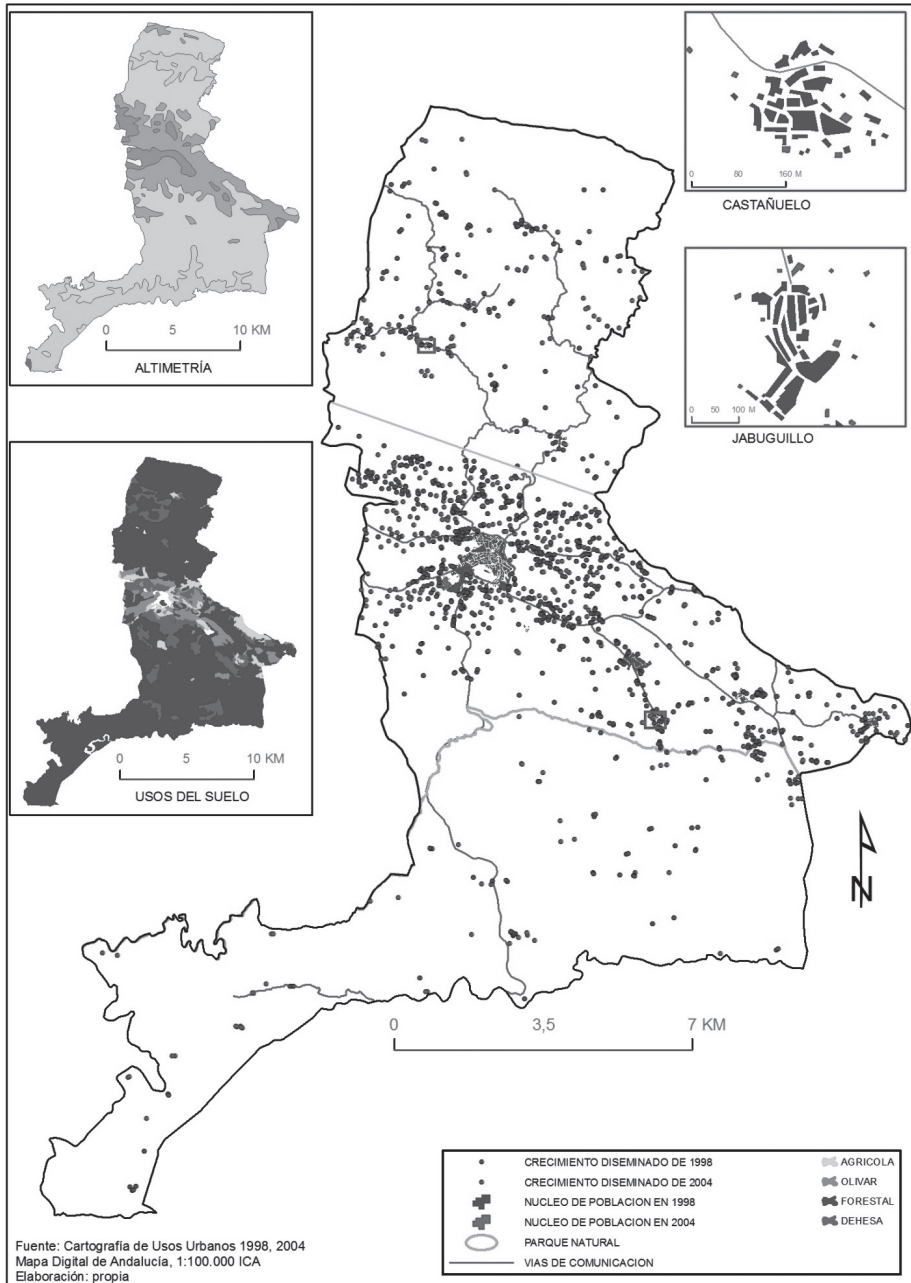 0 5 10 KM
ALTIMETRÍA
0 80 160 M
CASTAÑUELO
0 50 100 M
JABUGUILLO
0 5 10 KM
USOS DEL SUELO
N
0 3,5 7 KM
CRECIMIENTO DISEMINADO DE 1998
CRECIMIENTO DISEMINADO DE 2004
NUCLEO DE POBLACION EN 1998
NUCLEO DE POBLACION EN 2004
PARQUE NATURAL
VIAS DE COMUNICACION
AGRICOLA
OLIVAR
FORESTAL
DEHESA
Fuente: Cartografía de Usos Urbanos 1998, 2004
Mapa Digital de Andalucía, 1:100.000 ICA
Elaboración: propia